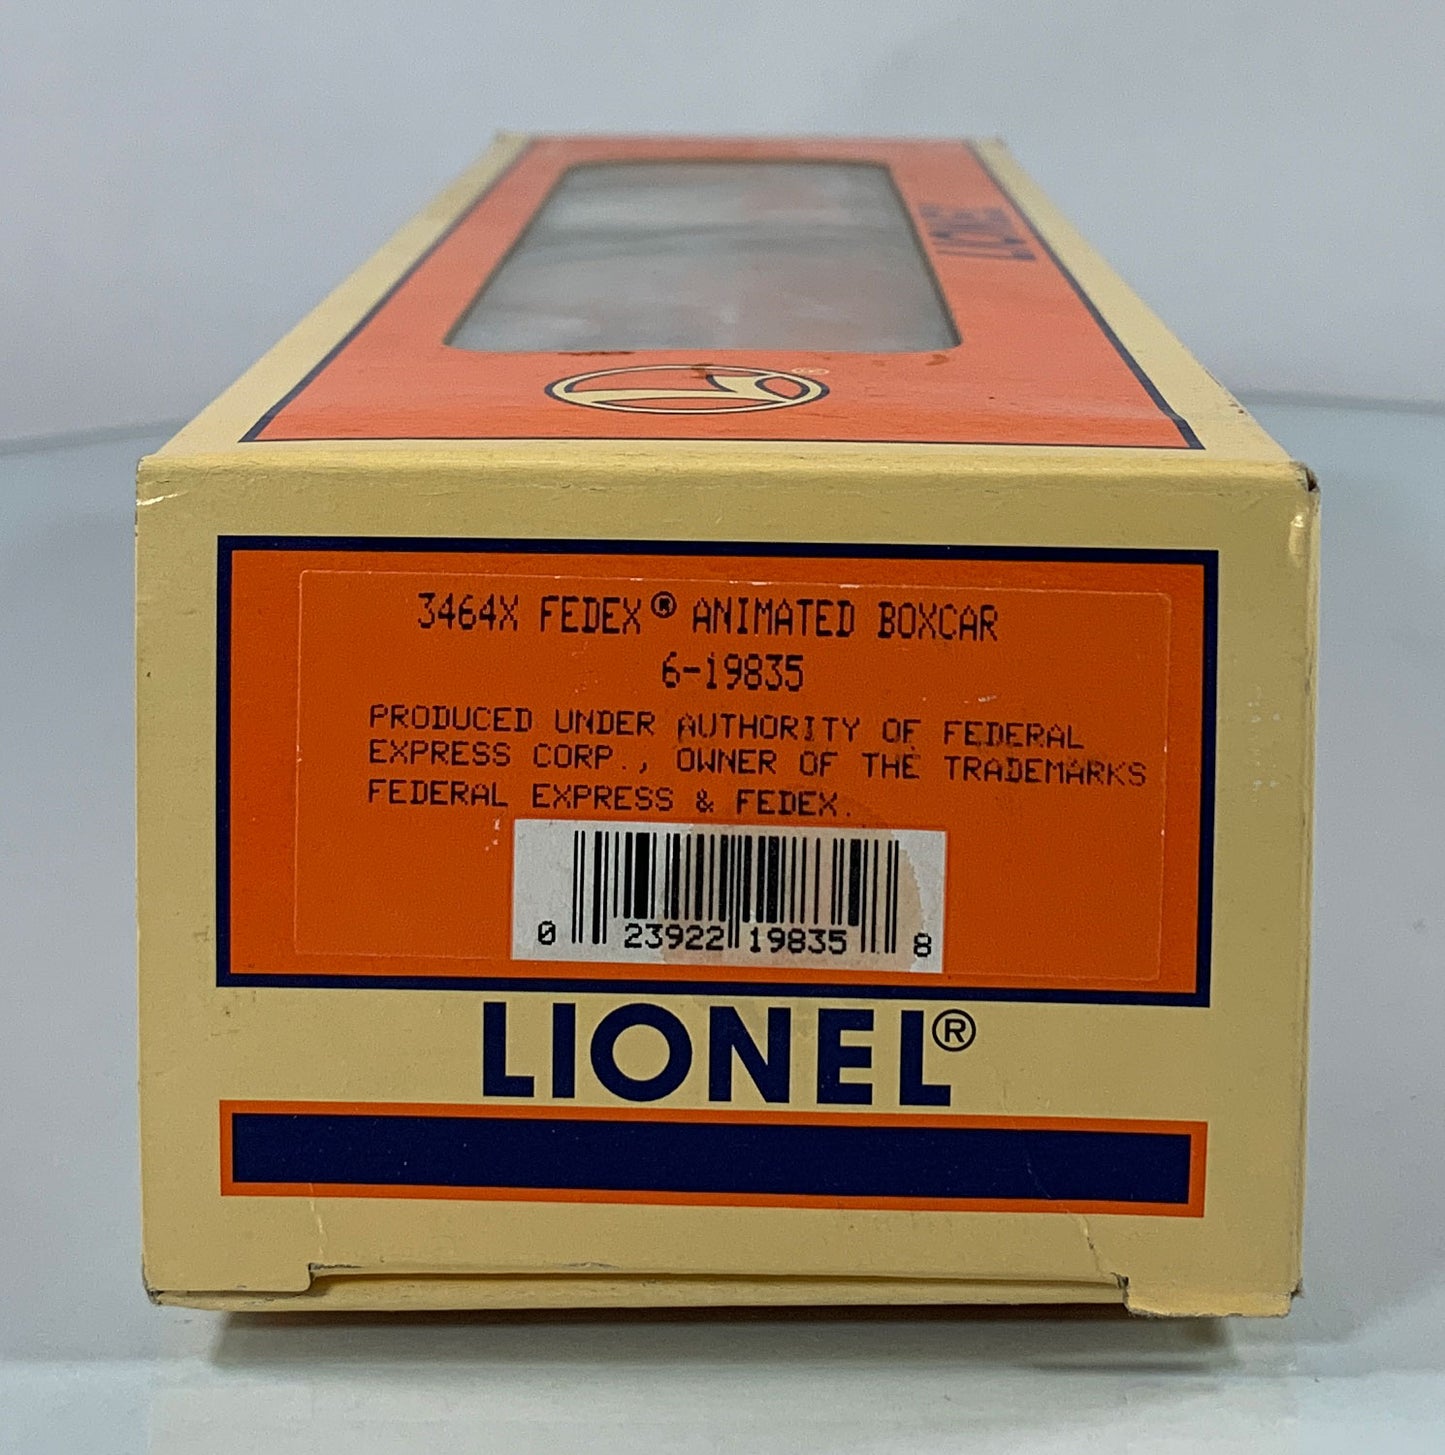 LIONEL
®
3464X FEDEX® ANIMATED BOXCAR
6-19835
PRODUCED UNDER AUTHORITY OF FEDERAL
EXPRESS CORP., OWNER OF THE TRADEMARKS
FEDERAL EXPRESS & FEDEX.
0 23922 19835 8
LIONEL®